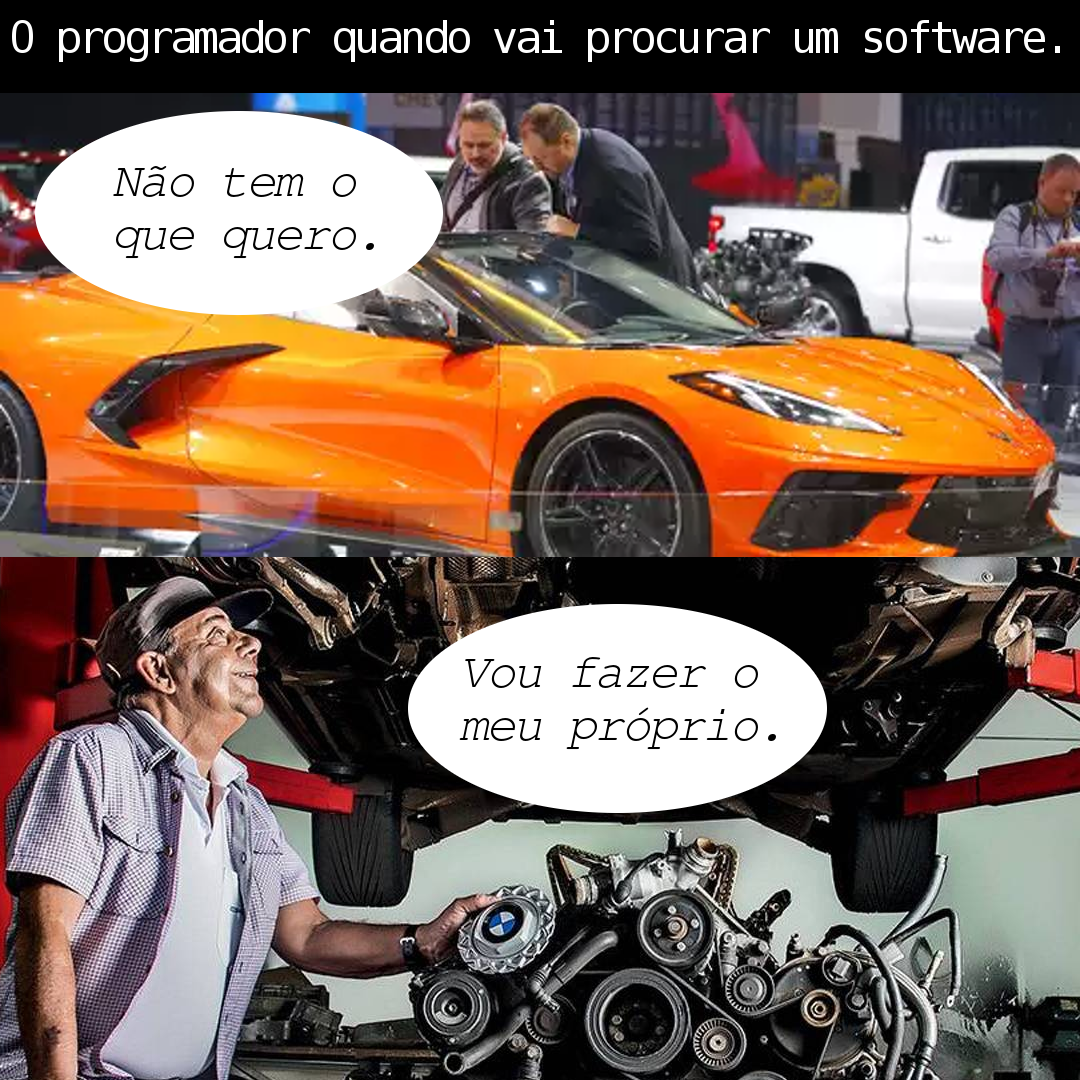 O programador quando vai procurar um software.
Não tem o
que quero.
Vou fazer o
meu próprio.